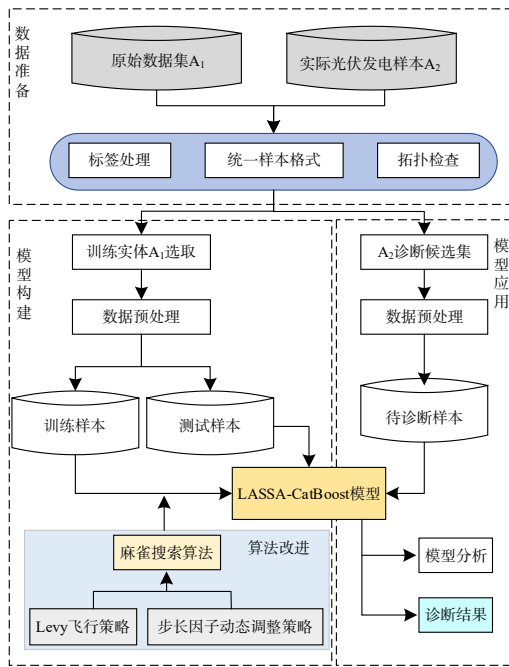 数据准备
原始数据集A₁
实际光伏发电样本A₂
标签处理
统一样本格式
拓扑检查
模型构建
训练实体A₁选取
数据预处理
训练样本
测试样本
模型应用
A₂诊断候选集
数据预处理
待诊断样本
LASSA-CatBoost模型
麻雀搜索算法
算法改进
Levy飞行策略
步长因子动态调整策略
模型分析
诊断结果